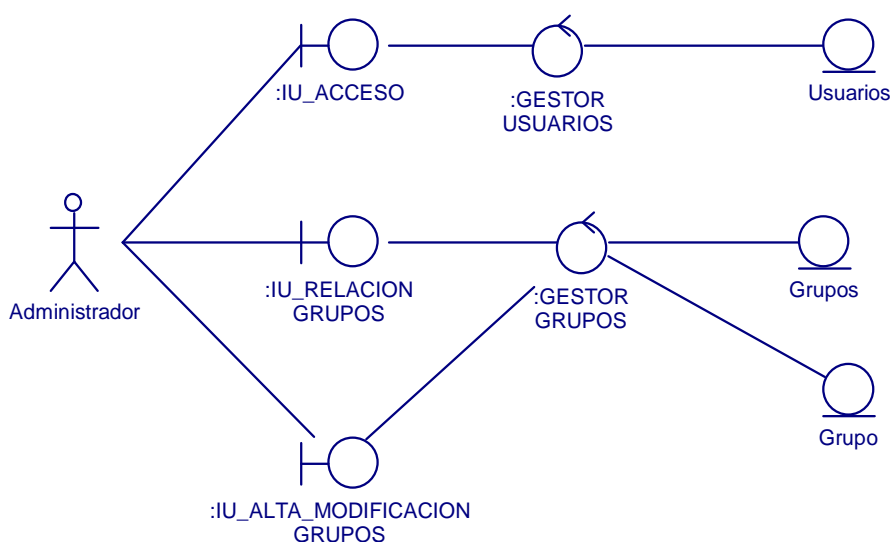 :IU_ACCESO
:GESTOR
USUARIOS
Usuarios
Administrador
:IU_RELACION
GRUPOS
:GESTOR
GRUPOS
Grupos
Grupo
:IU_ALTA_MODIFICACION
GRUPOS